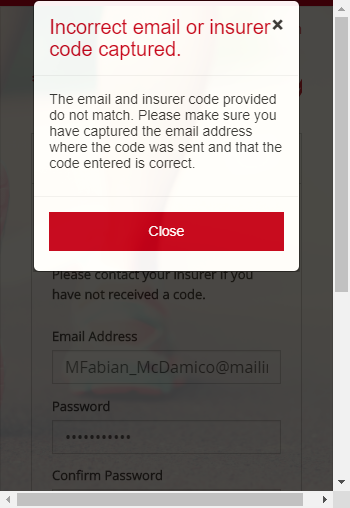 Incorrect email or insurer
code captured.
×
The email and insurer code provided
do not match. Please make sure you
have captured the email address
where the code was sent and that the
code entered is correct.
Close
Please contact your insurer if you
have not received a code.
Email Address
MFabian_McDamico@mailin
Password
•••••••••••
Confirm Password